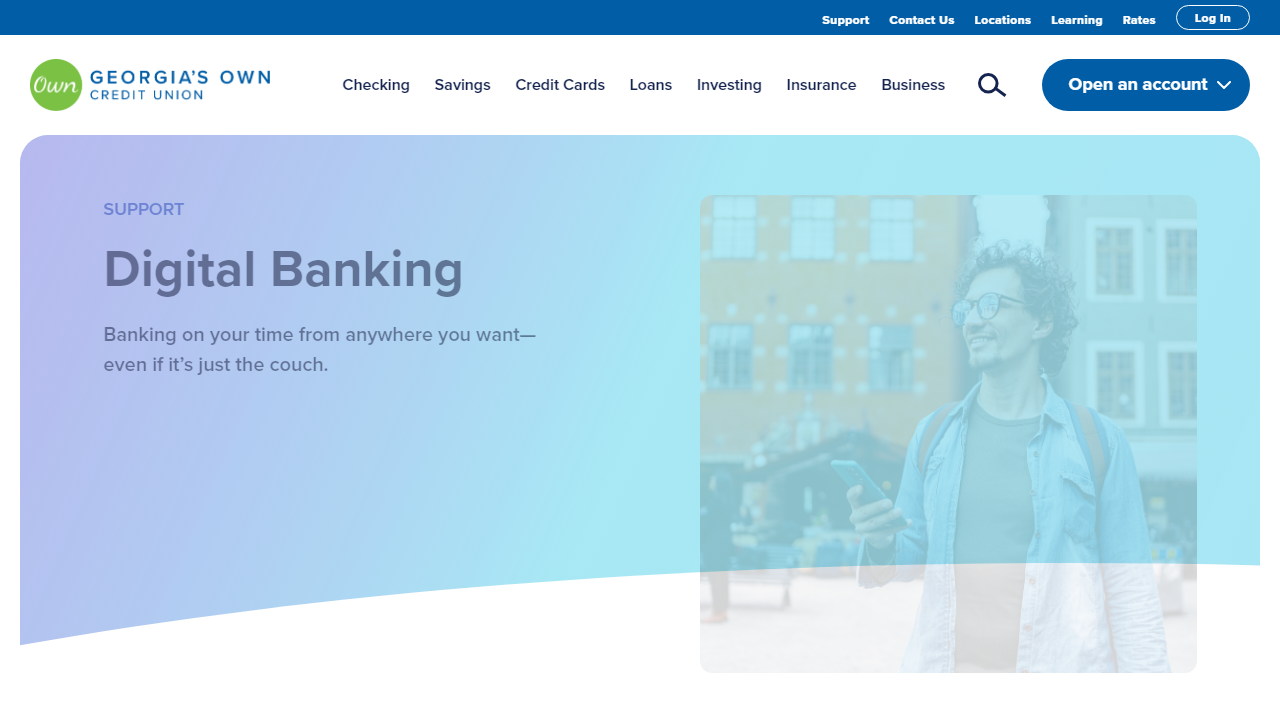 Support Contact Us Locations Learning Rates Log In
Own GEORGIA'S OWN
CREDIT UNION
Checking Savings Credit Cards Loans Investing Insurance Business Open an account
SUPPORT
Digital Banking
Banking on your time from anywhere you want—
even if it’s just the couch.